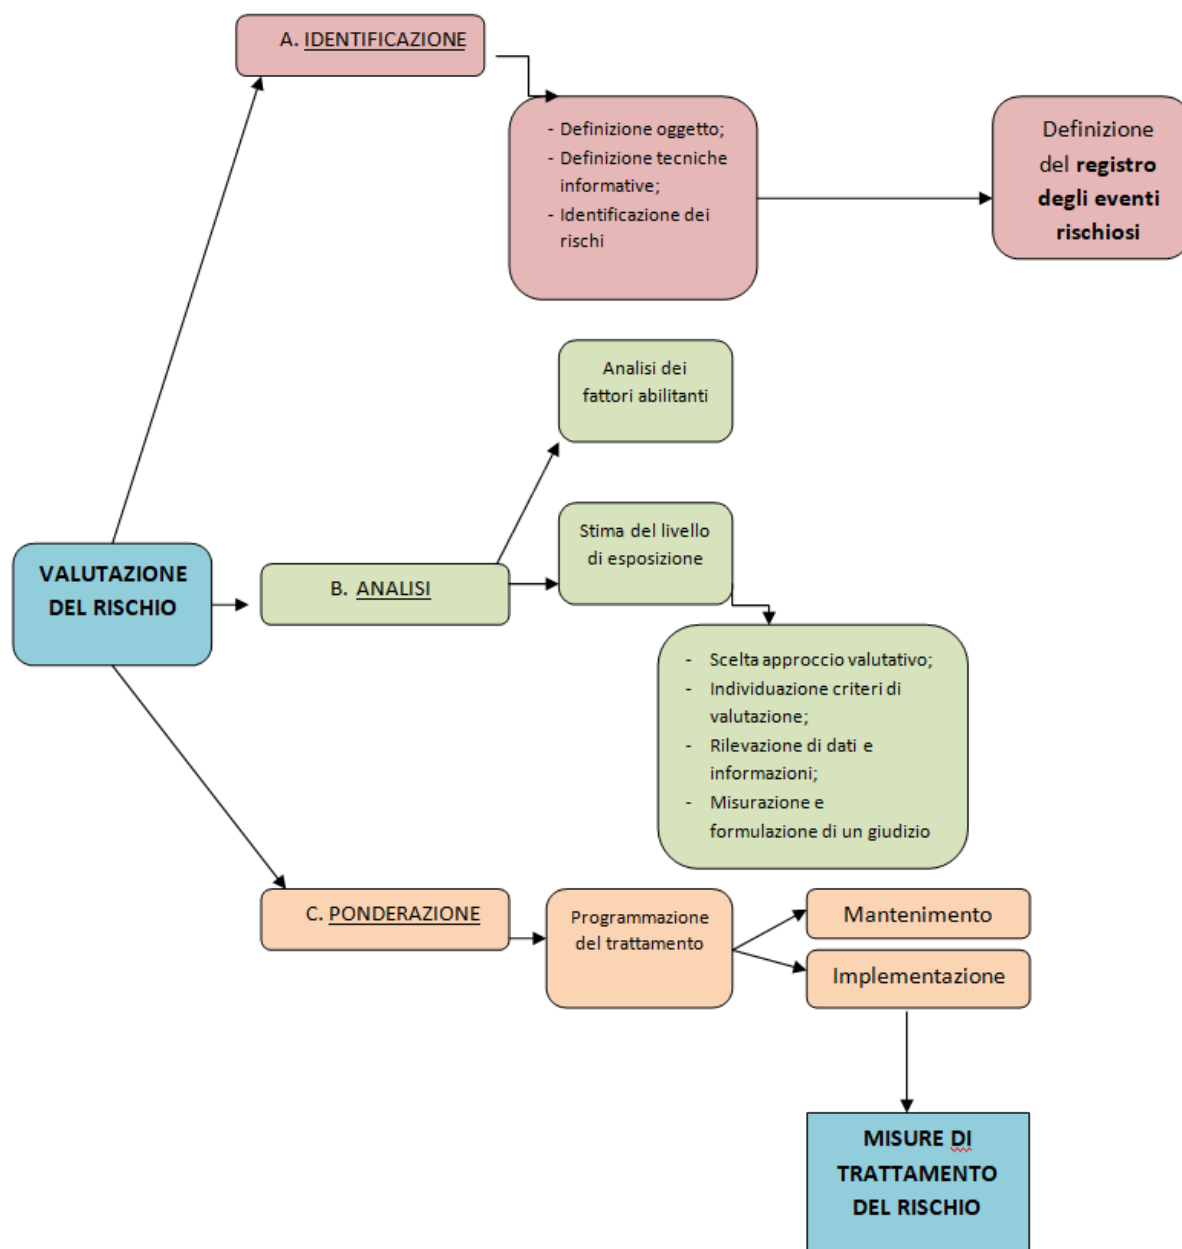 A. IDENTIFICAZIONE
- Definizione oggetto;
- Definizione tecniche
informative;
- Identificazione dei
rischi
Definizione
del registro
degli eventi
rischiosi
Analisi dei
fattori abilitanti
Stima del livello
di esposizione
VALUTAZIONE
DEL RISCHIO
B. ANALISI
- Scelta approccio valutativo;
- Individuazione criteri di
valutazione;
- Rilevazione di dati e
informazioni;
- Misurazione e
formulazione di un giudizio
C. PONDERAZIONE
Programmazione
del trattamento
Mantenimento
Implementazione
MISURE DI
TRATTAMENTO
DEL RISCHIO